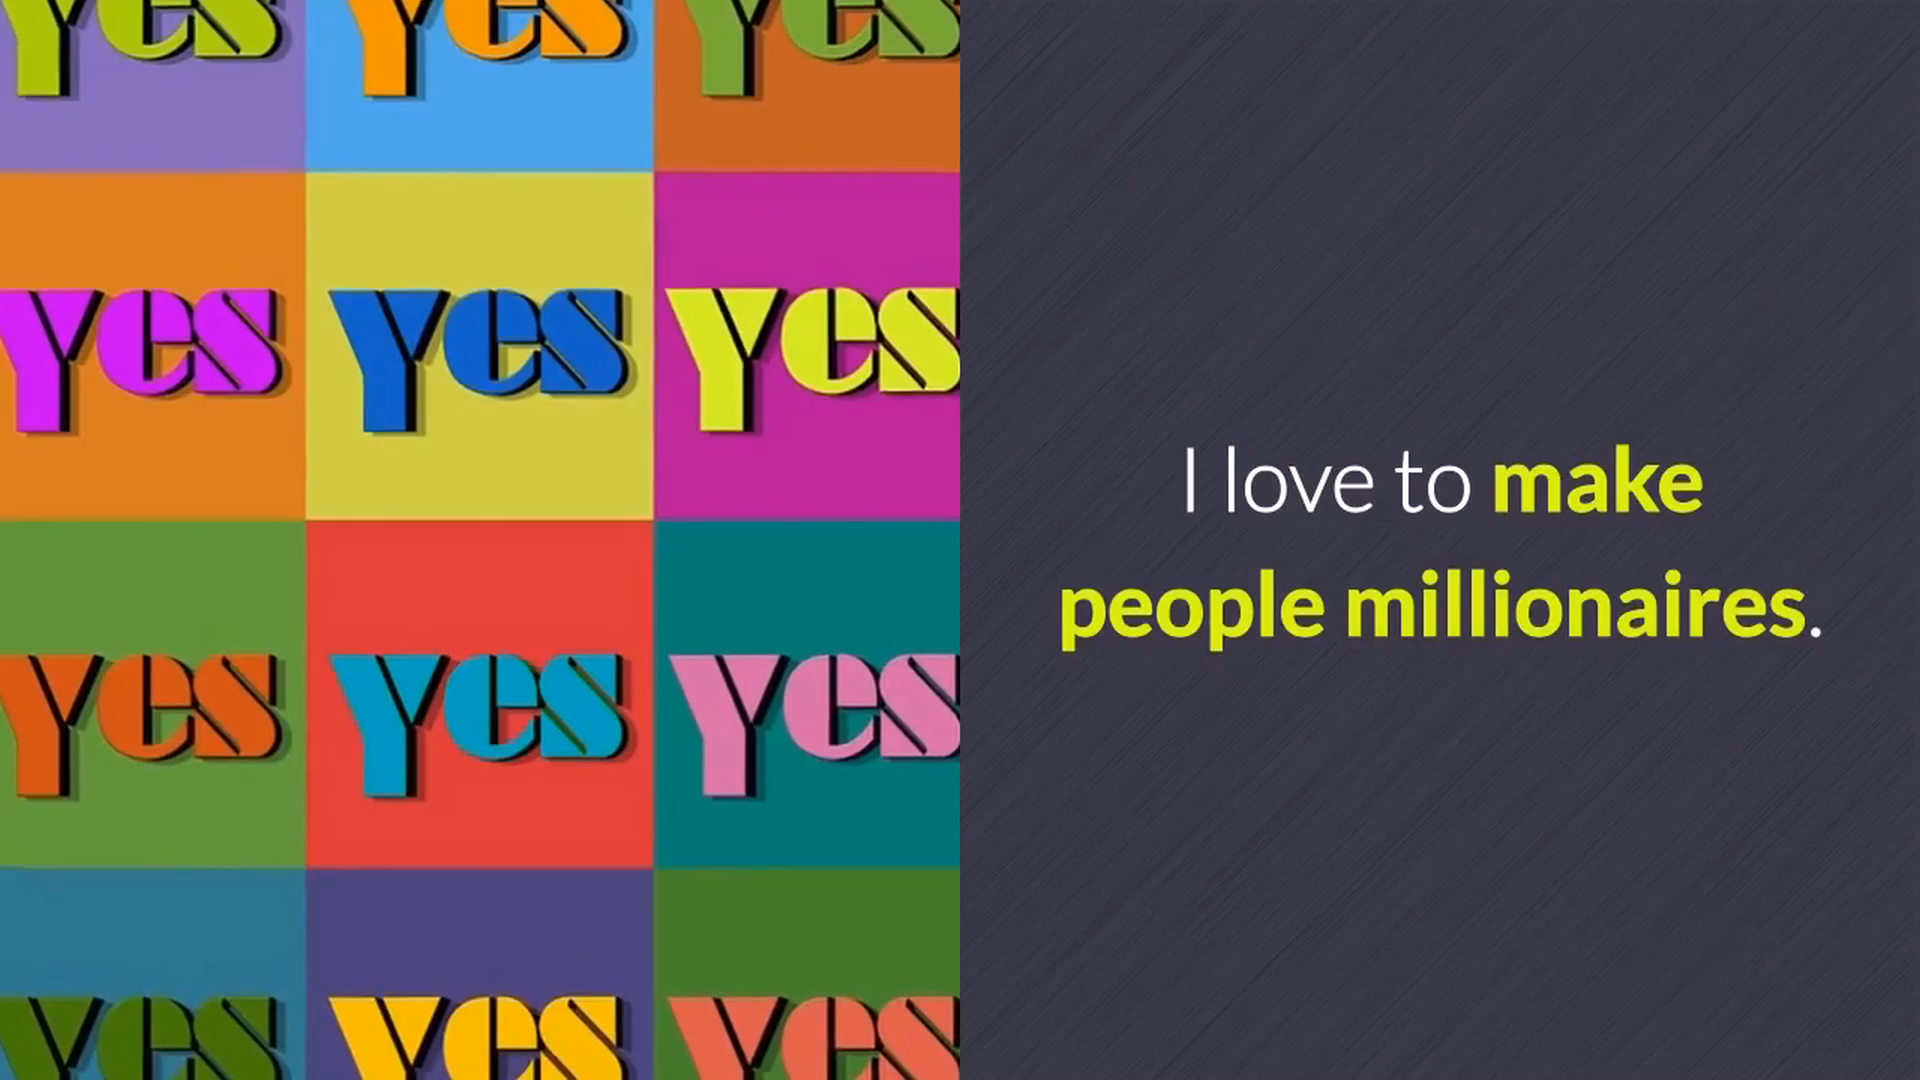 Yes Yes Yes
Yes Yes Yes
Yes Yes Yes
Yes Yes Yes
I love to make
people millionaires.